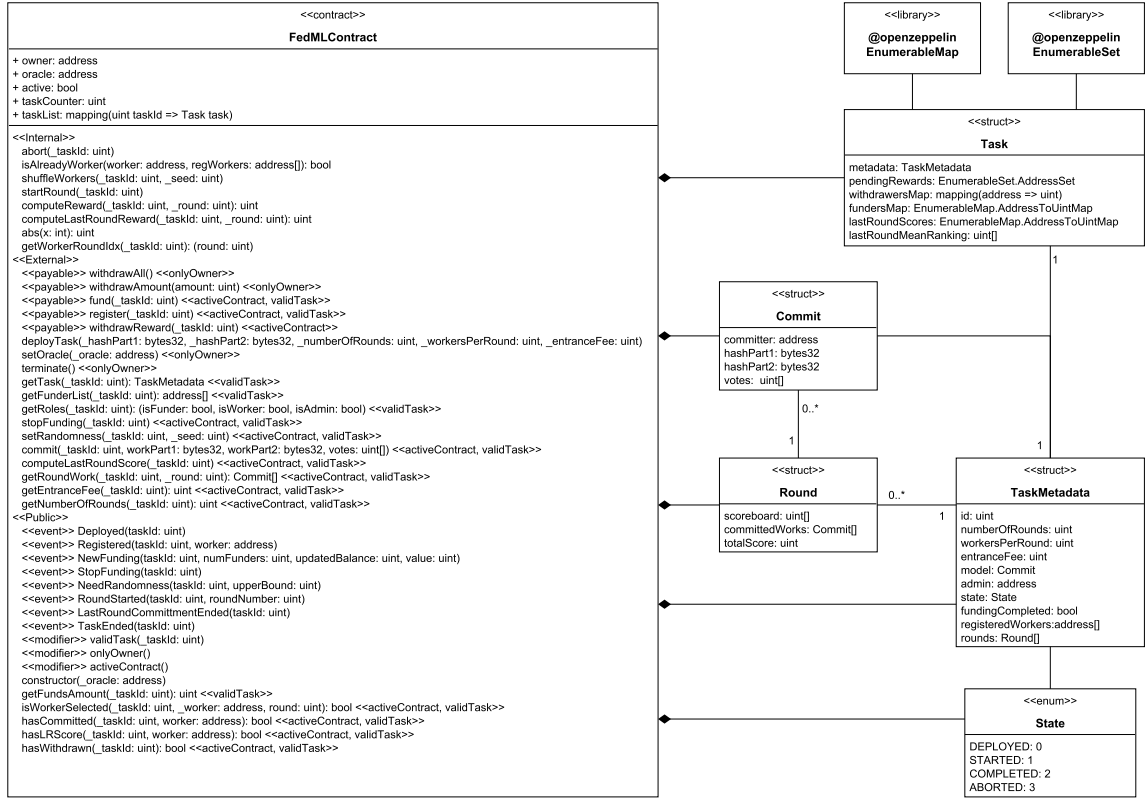 <<contract>>
FedMLContract
+ owner: address
+ oracle: address
+ active: bool
+ taskCounter: uint
+ taskList: mapping(uint taskId => Task task)
<<Internal>>
abort(_taskId: uint)
isAlreadyWorker(worker: address, regWorkers: address[]): bool
shuffleWorkers(_taskId: uint, _seed: uint)
startRound(_taskId: uint)
computeReward(_taskId: uint, _round: uint): uint
computeLastRoundReward(_taskId: uint, _round: uint): uint
abs(x: int): uint
getWorkerRoundIdx(_taskId: uint): (round: uint)
<<External>>
<<payable>> withdrawAll() <<onlyOwner>>
<<payable>> withdrawAmount(amount: uint) <<onlyOwner>>
<<payable>> fund(_taskId: uint) <<activeContract, validTask>>
<<payable>> register(_taskId: uint) <<activeContract, validTask>>
<<payable>> withdrawReward(_taskId: uint) <<activeContract>>
deployTask(_hashPart1: bytes32, _hashPart2: bytes32, _numberOfRounds: uint, _workersPerRound: uint, _entranceFee: uint)
setOracle(_oracle: address) <<onlyOwner>>
terminate() <<onlyOwner>>
getTask(_taskId: uint): TaskMetadata <<validTask>>
getFunderList(_taskId: uint): address[] <<validTask>>
getRoles(_taskId: uint): (isFunder: bool, isWorker: bool, isAdmin: bool) <<validTask>>
stopFunding(_taskId: uint) <<activeContract, validTask>>
setRandomness(_taskId: uint, _seed: uint) <<activeContract, validTask>>
commit(_taskId: uint, workPart1: bytes32, workPart2: bytes32, votes: uint[]) <<activeContract, validTask>>
computeLastRoundScore(_taskId: uint) <<activeContract, validTask>>
getRoundWork(_taskId: uint, _round: uint): Commit[] <<activeContract, validTask>>
getEntranceFee(_taskId: uint): uint <<activeContract, validTask>>
getNumberOfRounds(_taskId: uint): uint <<activeContract, validTask>>
<<Public>>
<<event>> Deployed(taskId: uint)
<<event>> Registered(taskId: uint, worker: address)
<<event>> NewFunding(taskId: uint, numFunders: uint, updatedBalance: uint, value: uint)
<<event>> StopFunding(taskId: uint)
<<event>> NeedRandomness(taskId: uint, upperBound: uint)
<<event>> RoundStarted(taskId: uint, roundNumber: uint)
<<event>> LastRoundCommittmentEnded(taskId: uint)
<<event>> TaskEnded(taskId: uint)
<<modifier>> validTask(_taskId: uint)
<<modifier>> onlyOwner()
<<modifier>> activeContract()
constructor(_oracle: address)
getFundsAmount(_taskId: uint): uint <<validTask>>
isWorkerSelected(_taskId: uint, _worker: address, round: uint): bool <<activeContract, validTask>>
hasCommitted(_taskId: uint, worker: address): bool <<activeContract, validTask>>
hasLRScore(_taskId: uint, worker: address): bool <<activeContract, validTask>>
hasWithdrawn(_taskId: uint): bool <<activeContract, validTask>>
<<library>>
@openzeppelin
EnumerableMap
<<library>>
@openzeppelin
EnumerableSet
<<struct>>
Task
metadata: TaskMetadata
pendingRewards: EnumerableSet.AddressSet
withdrawersMap: mapping(address => uint)
fundersMap: EnumerableMap.AddressToUintMap
lastRoundScores: EnumerableMap.AddressToUintMap
lastRoundMeanRanking: uint[]
1
<<struct>>
Commit
committer: address
hashPart1: bytes32
hashPart2: bytes32
votes: uint[]
0..*
1
1
<<struct>>
Round
scoreboard: uint[]
committedWorks: Commit[]
totalScore: uint
0..*
1
<<struct>>
TaskMetadata
id: uint
numberOfRounds: uint
workersPerRound: uint
entranceFee: uint
model: Commit
admin: address
state: State
fundingCompleted: bool
registeredWorkers:address[]
rounds: Round[]
<<enum>>
State
DEPLOYED: 0
STARTED: 1
COMPLETED: 2
ABORTED: 3